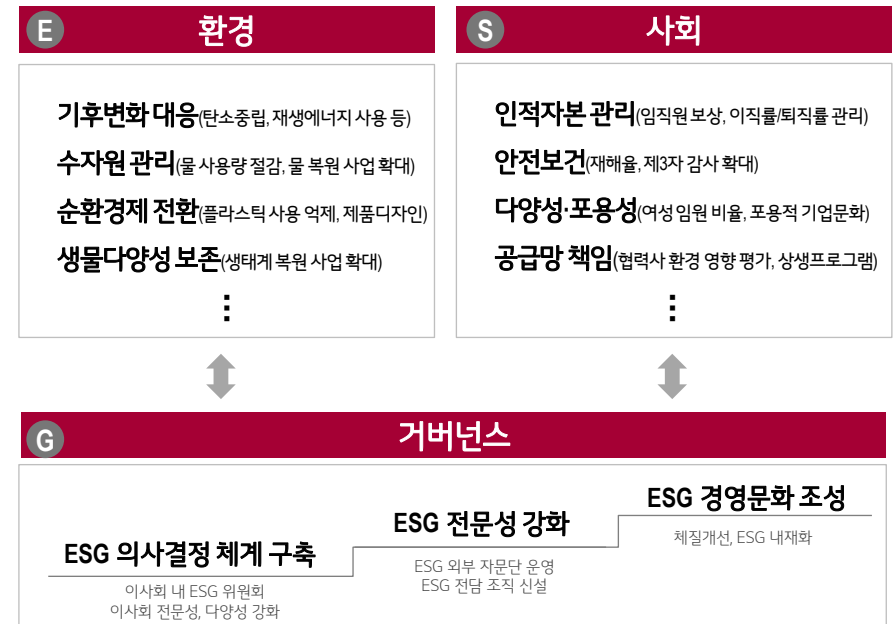 E 환경
기후변화 대응(탄소중립, 재생에너지 사용 등)
수자원 관리(물 사용량 절감, 물 복원 사업 확대)
순환경제 전환(플라스틱 사용 억제, 제품디자인)
생물다양성 보존(생태계 복원 사업 확대)
⋮
S 사회
인적자본 관리(임직원 보상, 이직률/퇴직률 관리)
안전보건(재해율, 제3자 감사 확대)
다양성·포용성(여성 임원 비율, 포용적 기업문화)
공급망 책임(협력사 환경 영향 평가, 상생프로그램)
⋮
G 거버넌스
ESG 의사결정 체계 구축
이사회 내 ESG 위원회
이사회 전문성, 다양성 강화
ESG 전문성 강화
ESG 외부 자문단 운영
ESG 전담 조직 신설
ESG 경영문화 조성
체질개선, ESG 내재화